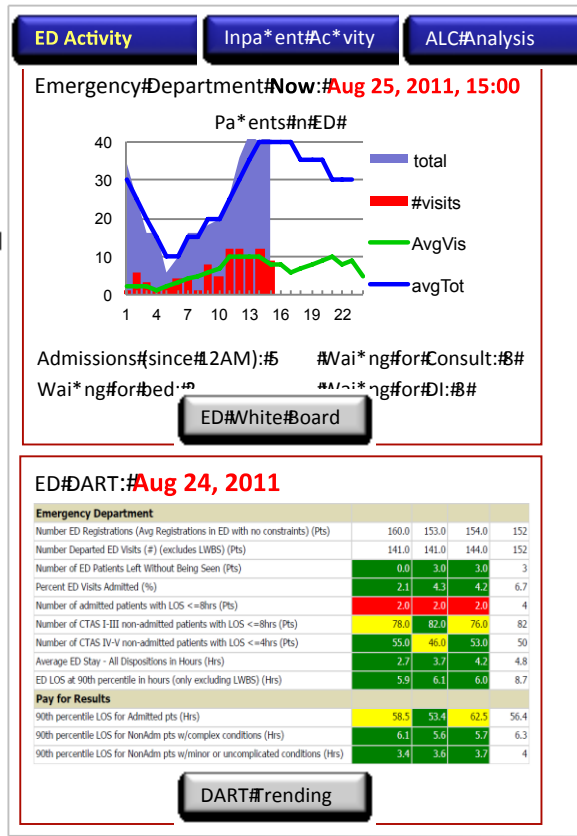 ED Activity
Inpa*ent#Ac*vity
ALC#Analysis
Emergency#Department#Now:#Aug 25, 2011, 15:00
Pa*ents#in#ED#
40
30
20
10
0
1 4 7 10 13 16 19 22
total
#visits
AvgVis
avgTot
Admissions#(since#12AM):#5 #Wai*ng#for#Consult:#8#
Wai*ng#for#bed:#2 #Wai*ng#for#DI:#3#
ED#White#Board
ED#DART:#Aug 24, 2011
Emergency Department
Number ED Registrations (Avg Registrations in ED with no constraints) (Pts) 160.0 153.0 154.0 152
Number Departed ED Visits (#) (excludes LWBS) (Pts) 141.0 141.0 144.0 152
Number of ED Patients Left Without Being Seen (Pts) 0.0 3.0 3.0 3
Percent ED Visits Admitted (%) 2.1 4.3 4.2 6.7
Number of admitted patients with LOS <=8hrs (Pts) 2.0 2.0 2.0 4
Number of CTAS I-III non-admitted patients with LOS <=8hrs (Pts) 78.0 82.0 76.0 82
Number of CTAS IV-V non-admitted patients with LOS <=4hrs (Pts) 55.0 46.0 53.0 50
Average ED Stay - All Dispositions in Hours (Hrs) 2.7 3.7 4.2 4.8
ED LOS at 90th percentile in hours (only excluding LWBS) (Hrs) 5.9 6.1 6.0 8.7
Pay for Results
90th percentile LOS for Admitted pts (Hrs) 58.5 53.4 62.5 56.4
90th percentile LOS for NonAdm pts w/complex conditions (Hrs) 6.1 5.6 5.7 6.3
90th percentile LOS for NonAdm pts w/minor or uncomplicated conditions (Hrs) 3.4 3.6 3.7 4
DART#Trending